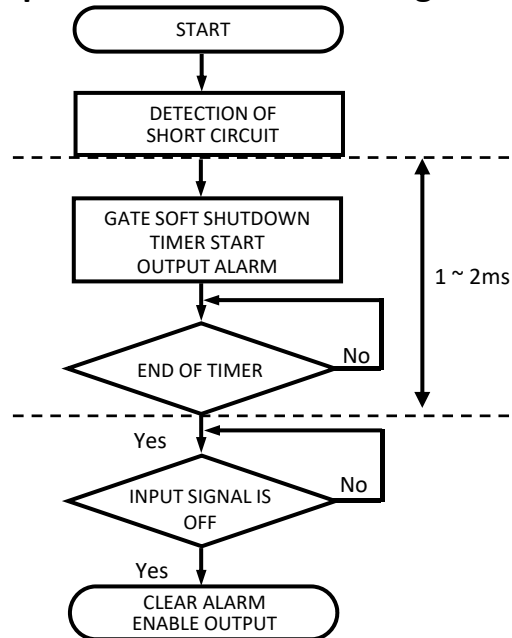 START
DETECTION OF
SHORT CIRCUIT
GATE SOFT SHUTDOWN
TIMER START
OUTPUT ALARM
1 ~ 2ms
END OF TIMER
No
Yes
INPUT SIGNAL IS
OFF
No
Yes
CLEAR ALARM
ENABLE OUTPUT